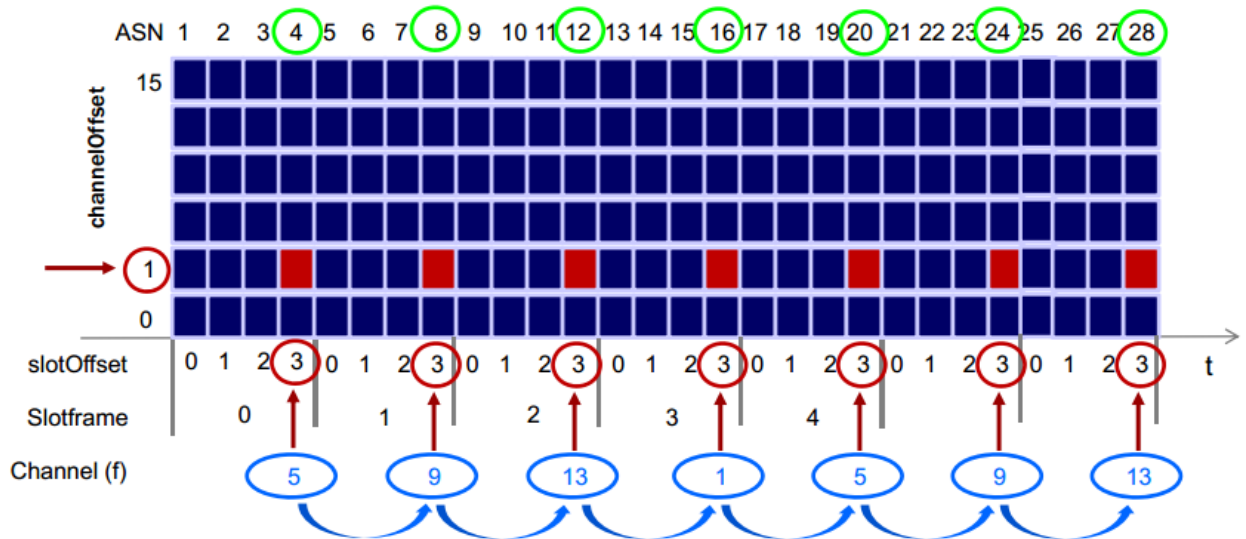 ASN 1 2 3 4 5 6 7 8 9 10 11 12 13 14 15 16 17 18 19 20 21 22 23 24 25 26 27 28
15
channelOffset
1
0
slotOffset 0 1 2 3 0 1 2 3 0 1 2 3 0 1 2 3 0 1 2 3 0 1 2 3 0 1 2 3 t
Slotframe 0 1 2 3 4
Channel (f) 5 9 13 1 5 9 13